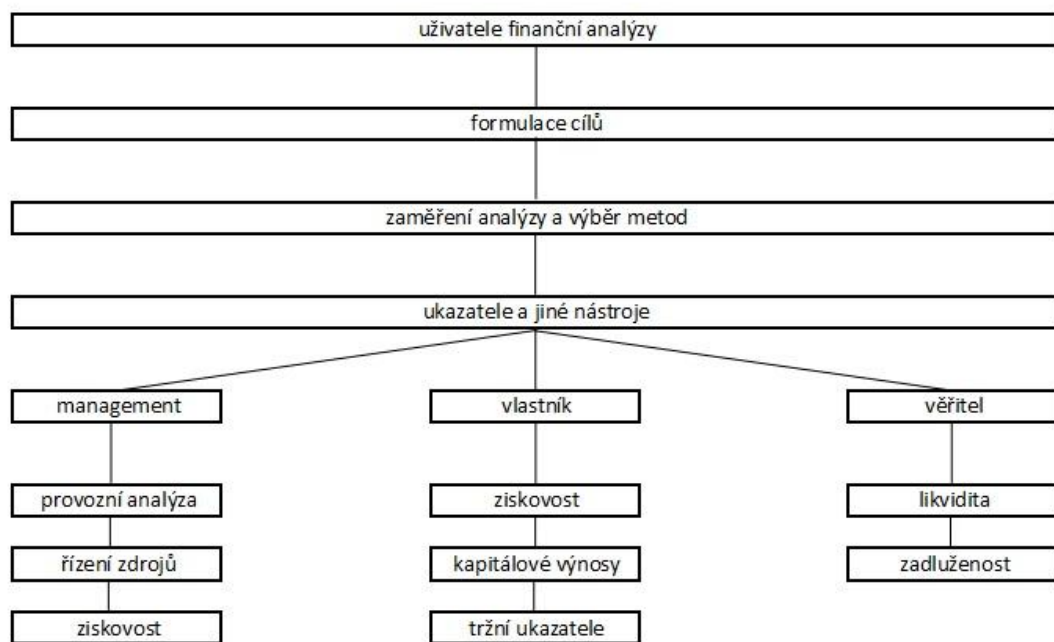 uživatele finanční analýzy
formulace cílů
zaměření analýzy a výběr metod
ukazatele a jiné nástroje
management
vlastník
věřitel
provozní analýza
ziskovost
likvidita
řízení zdrojů
kapitálové výnosy
zadluženost
ziskovost
tržní ukazatele